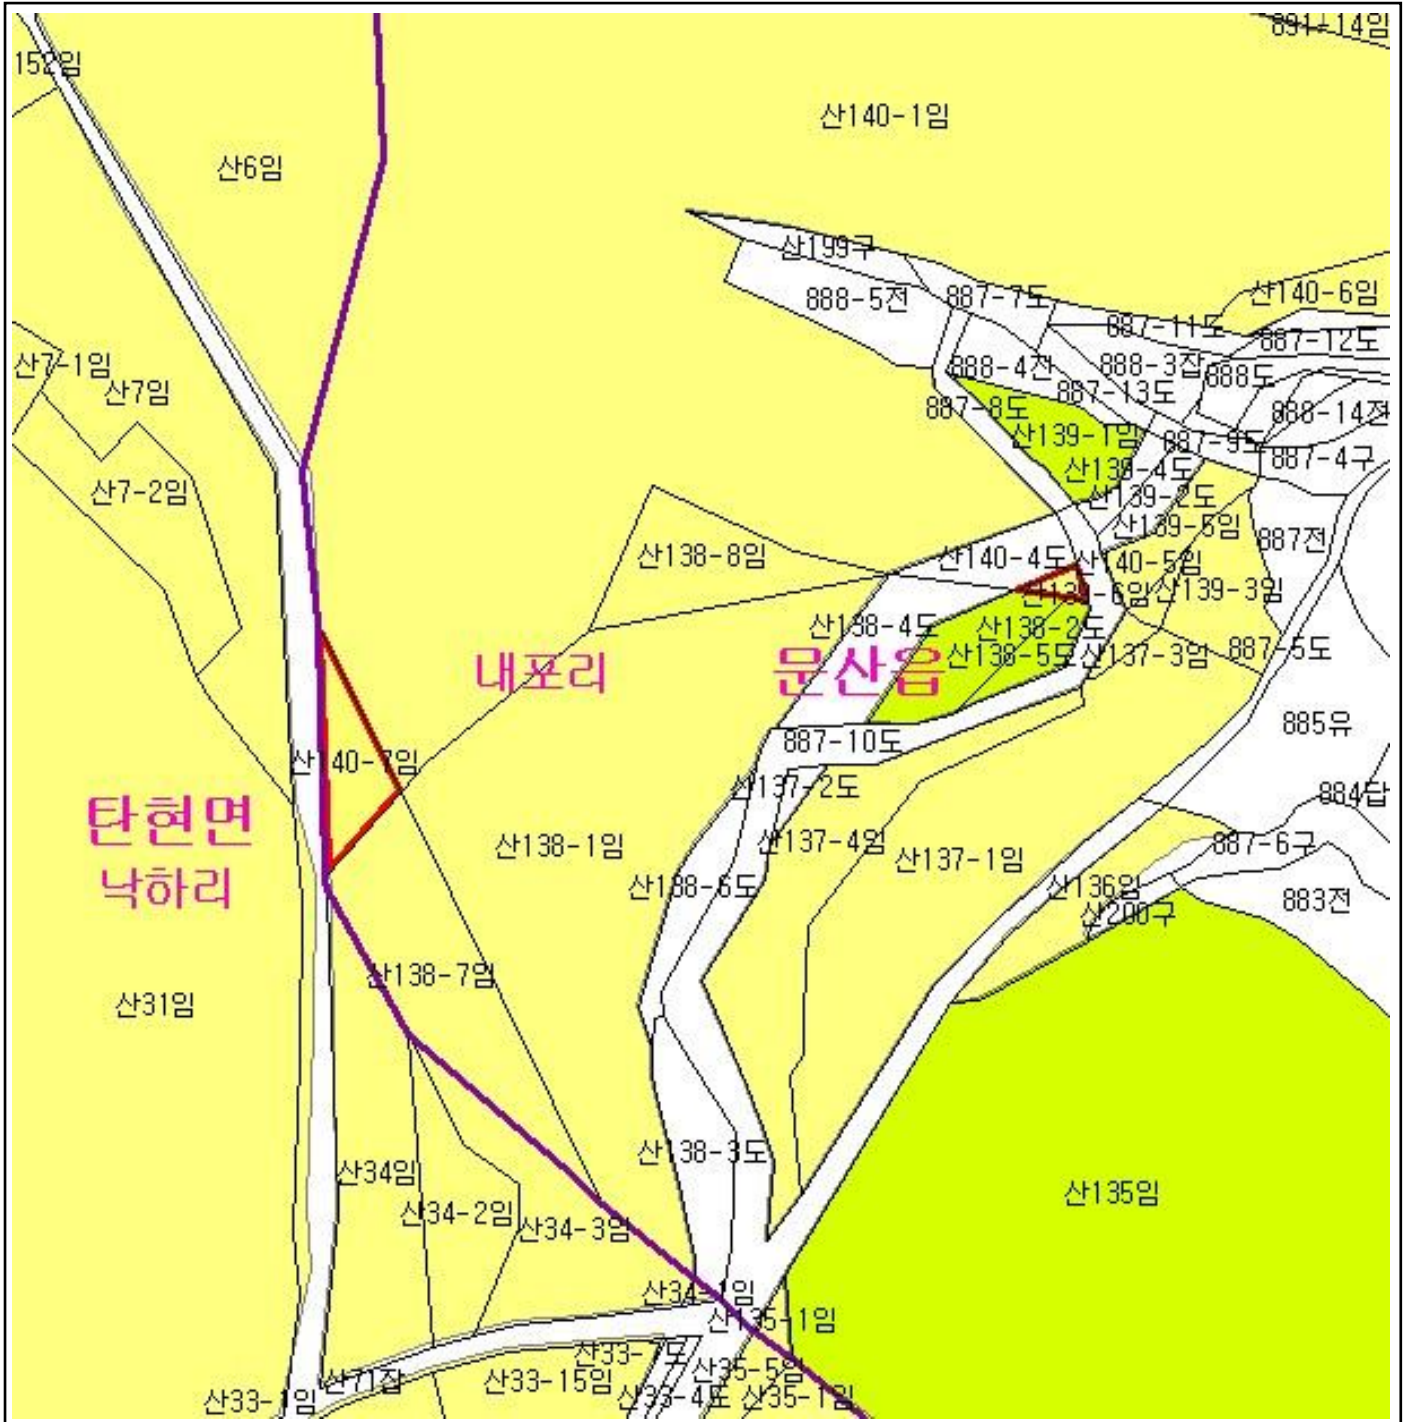 891-14임
152임
산140-1임
산6임
산199구
888-5전
887-7도
산140-6임
887-11도
887-12도
산7-1임
산7임
888-4전
888-3잡
888도
887-13도
887-8도
888-14전
산139-1임
887-9도
887-4구
산139-4도
산7-2임
산139-2도
산139-5임
887전
산138-8임
산140-4도
산140-5임
산139-3임
산138-4도
산138-2도
산138-5도
산137-3임
887-5도
내포리
문산읍
885유
887-10도
산140-7임
산137-2도
884답
탄현면
산138-1임
산137-4임
산137-1임
887-6구
낙하리
산138-6도
산136임
883전
산200구
산138-7임
산31임
산138-3도
산34임
산135임
산34-2임
산34-3임
산34-1임
산135-1임
산33-7도
산35-5임
산71잡
산33-15임
산33-1임
산33-4도
산35-1임